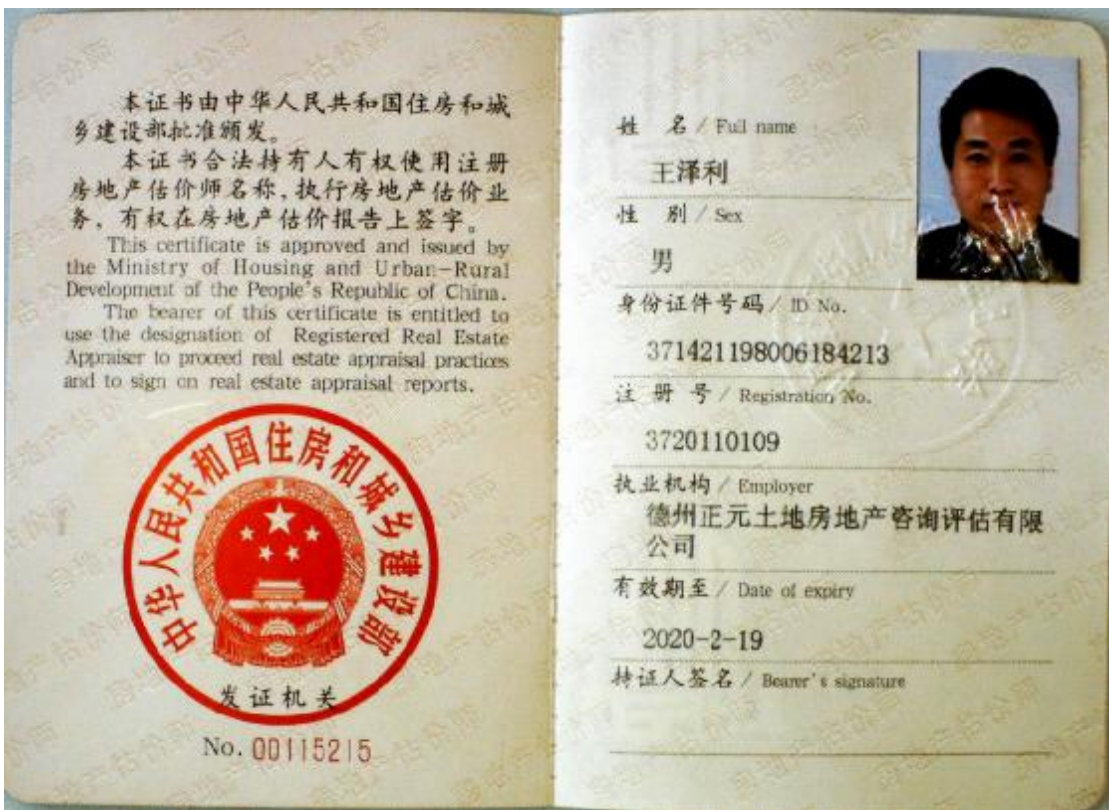 本证书由中华人民共和国住房和城
乡建设部批准颁发。
本证书合法持有人有权使用注册
房地产估价师名称，执行房地产估价业
务，有权在房地产估价报告上签字。
This certificate is approved and issued by
the Ministry of Housing and Urban-Rural
Development of the People's Republic of China.
The bearer of this certificate is entitled to
use the designation of Registered Real Estate
Appraiser to proceed real estate appraisal practices
and to sign on real estate appraisal reports.
中华人民共和国住房和城乡建设部
发证机关
No. 00115215
姓 名 / Full name
王泽利
性 别 / Sex
男
身份证件号码 / ID No.
371421198006184213
注 册 号 / Registration No.
3720110109
执业机构 / Employer
德州正元土地房地产咨询评估有限
公司
有效期至 / Date of expiry
2020-2-19
持证人签名 / Bearer's signature